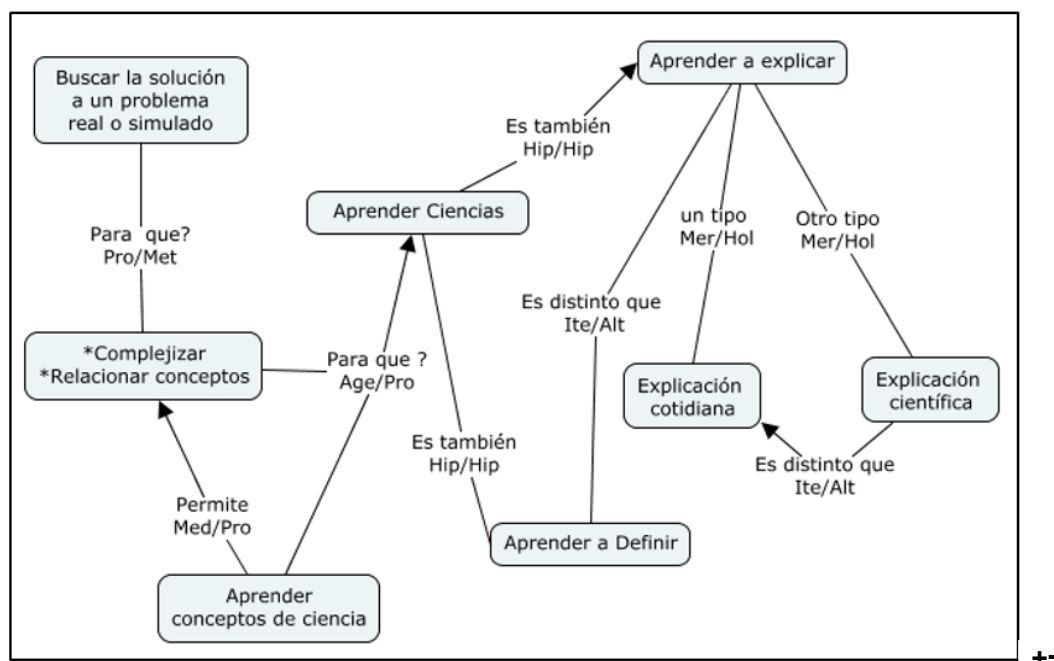 Aprender a explicar
Buscar la solución
a un problema
real o simulado
Es también
Hip/Hip
Aprender Ciencias
Para que?
Pro/Met
un tipo
Mer/Hol
Otro tipo
Mer/Hol
Es distinto que
Ite/Alt
*Complejizar
*Relacionar conceptos
Para que ?
Age/Pro
Explicación
cotidiana
Explicación
científica
Es también
Hip/Hip
Es distinto que
Ite/Alt
Permite
Med/Pro
Aprender a Definir
Aprender
conceptos de ciencia